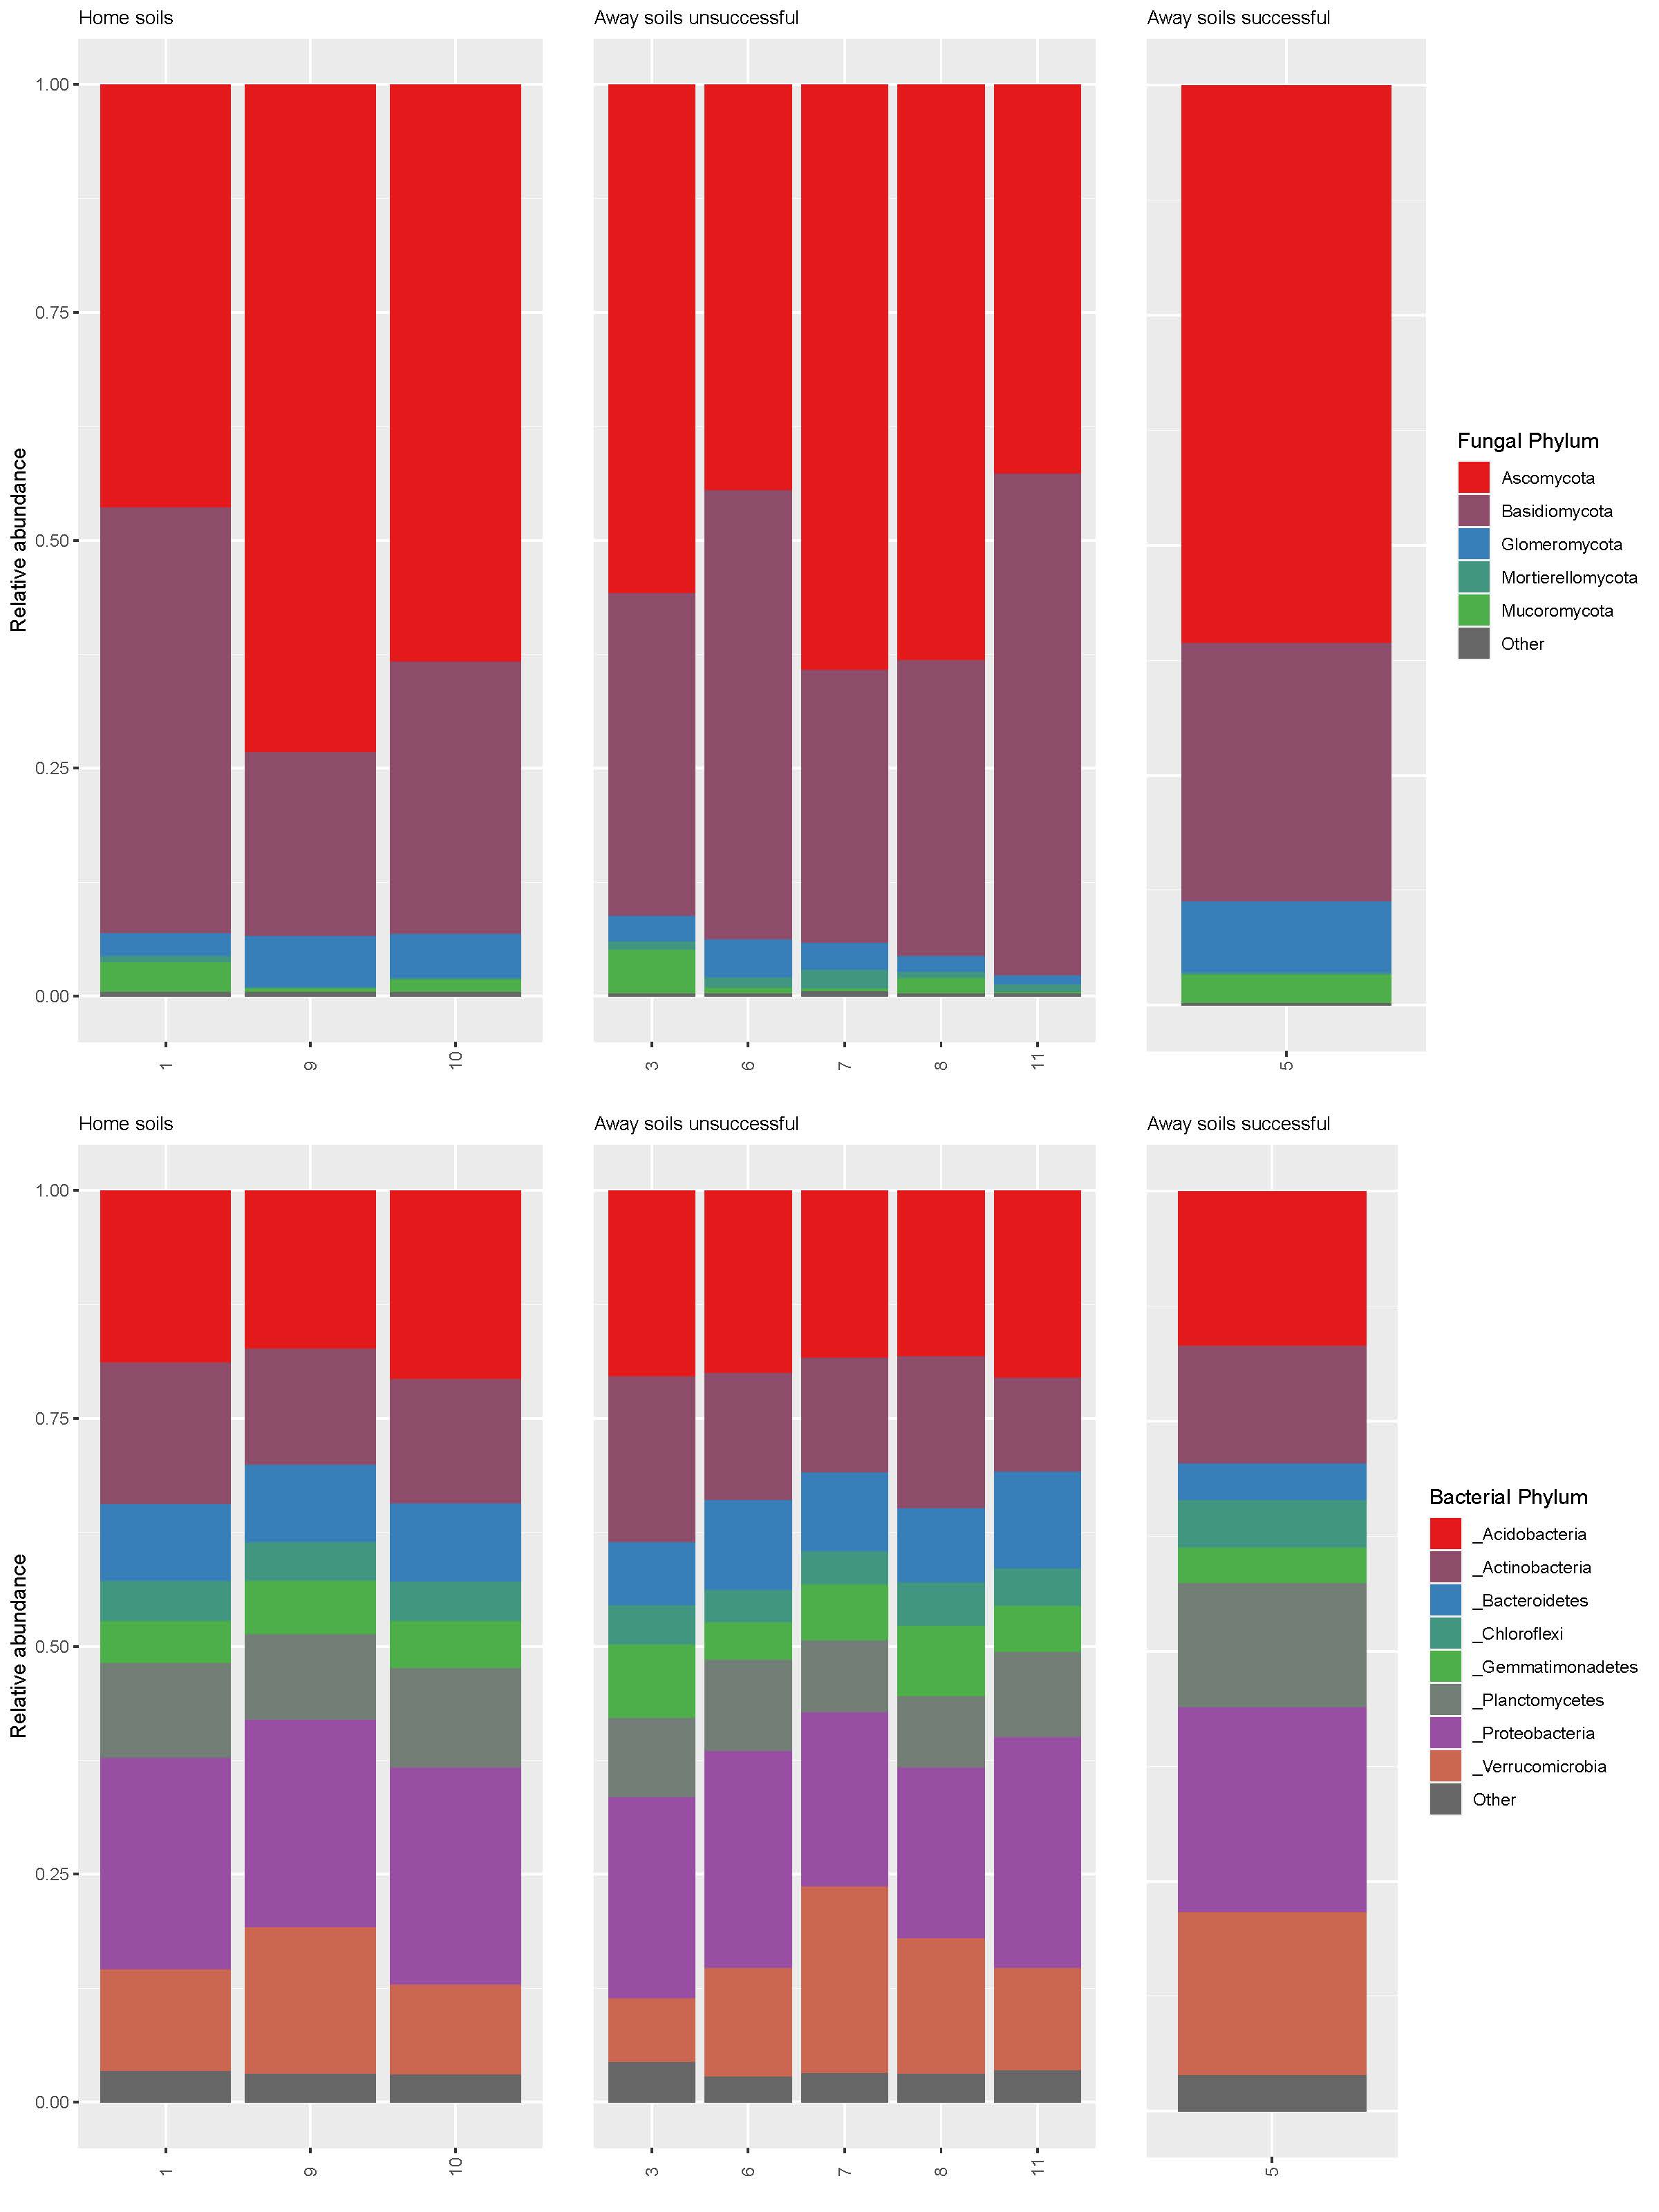 Home soils
Away soils unsuccessful
Away soils successful
1.00
0.75
0.50
0.25
0.00
Relative abundance
1
9
10
3
6
7
8
11
5
Fungal Phylum
Ascomycota
Basidiomycota
Glomeromycota
Mortierellomycota
Mucoromycota
Other
Home soils
Away soils unsuccessful
Away soils successful
1.00
0.75
0.50
0.25
0.00
Relative abundance
1
9
10
3
6
7
8
11
5
Bacterial Phylum
_Acidobacteria
_Actinobacteria
_Bacteroidetes
_Chloroflexi
_Gemmatimonadetes
_Planctomycetes
_Proteobacteria
_Verrucomicrobia
Other